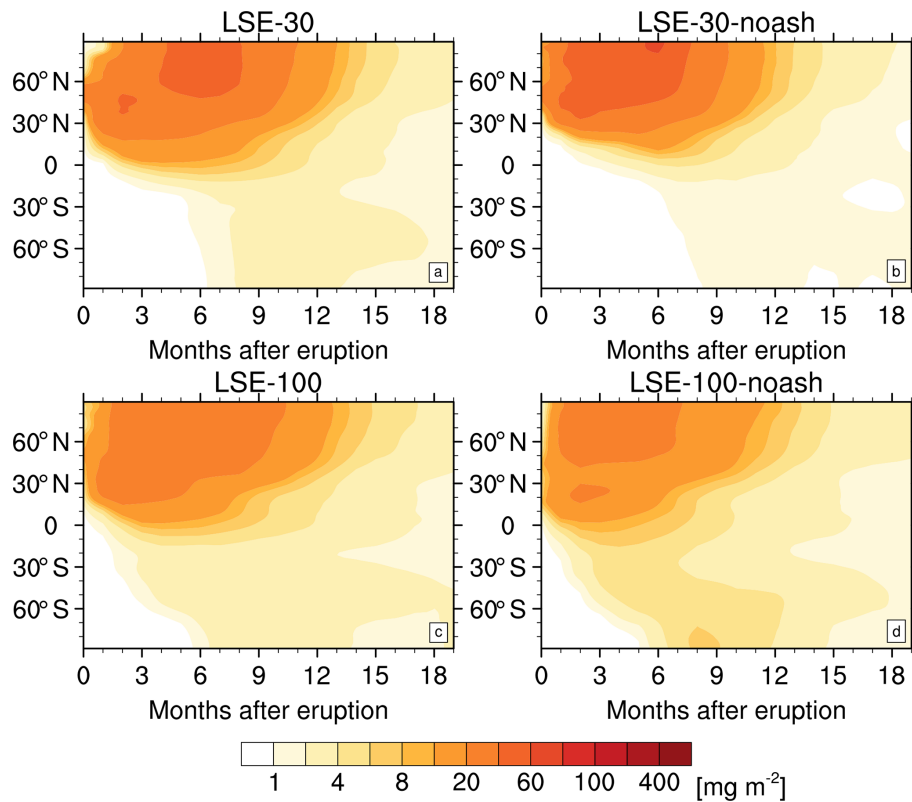 LSE-30 LSE-30-noash
60° N 60° N
30° N 30° N
0 0
30° S 30° S
60° S 60° S
a b
0 3 6 9 12 15 18 0 3 6 9 12 15 18
Months after eruption Months after eruption
LSE-100 LSE-100-noash
60° N 60° N
30° N 30° N
0 0
30° S 30° S
60° S 60° S
c d
0 3 6 9 12 15 18 0 3 6 9 12 15 18
Months after eruption Months after eruption
1 4 8 20 60 100 400 [mg m⁻²]